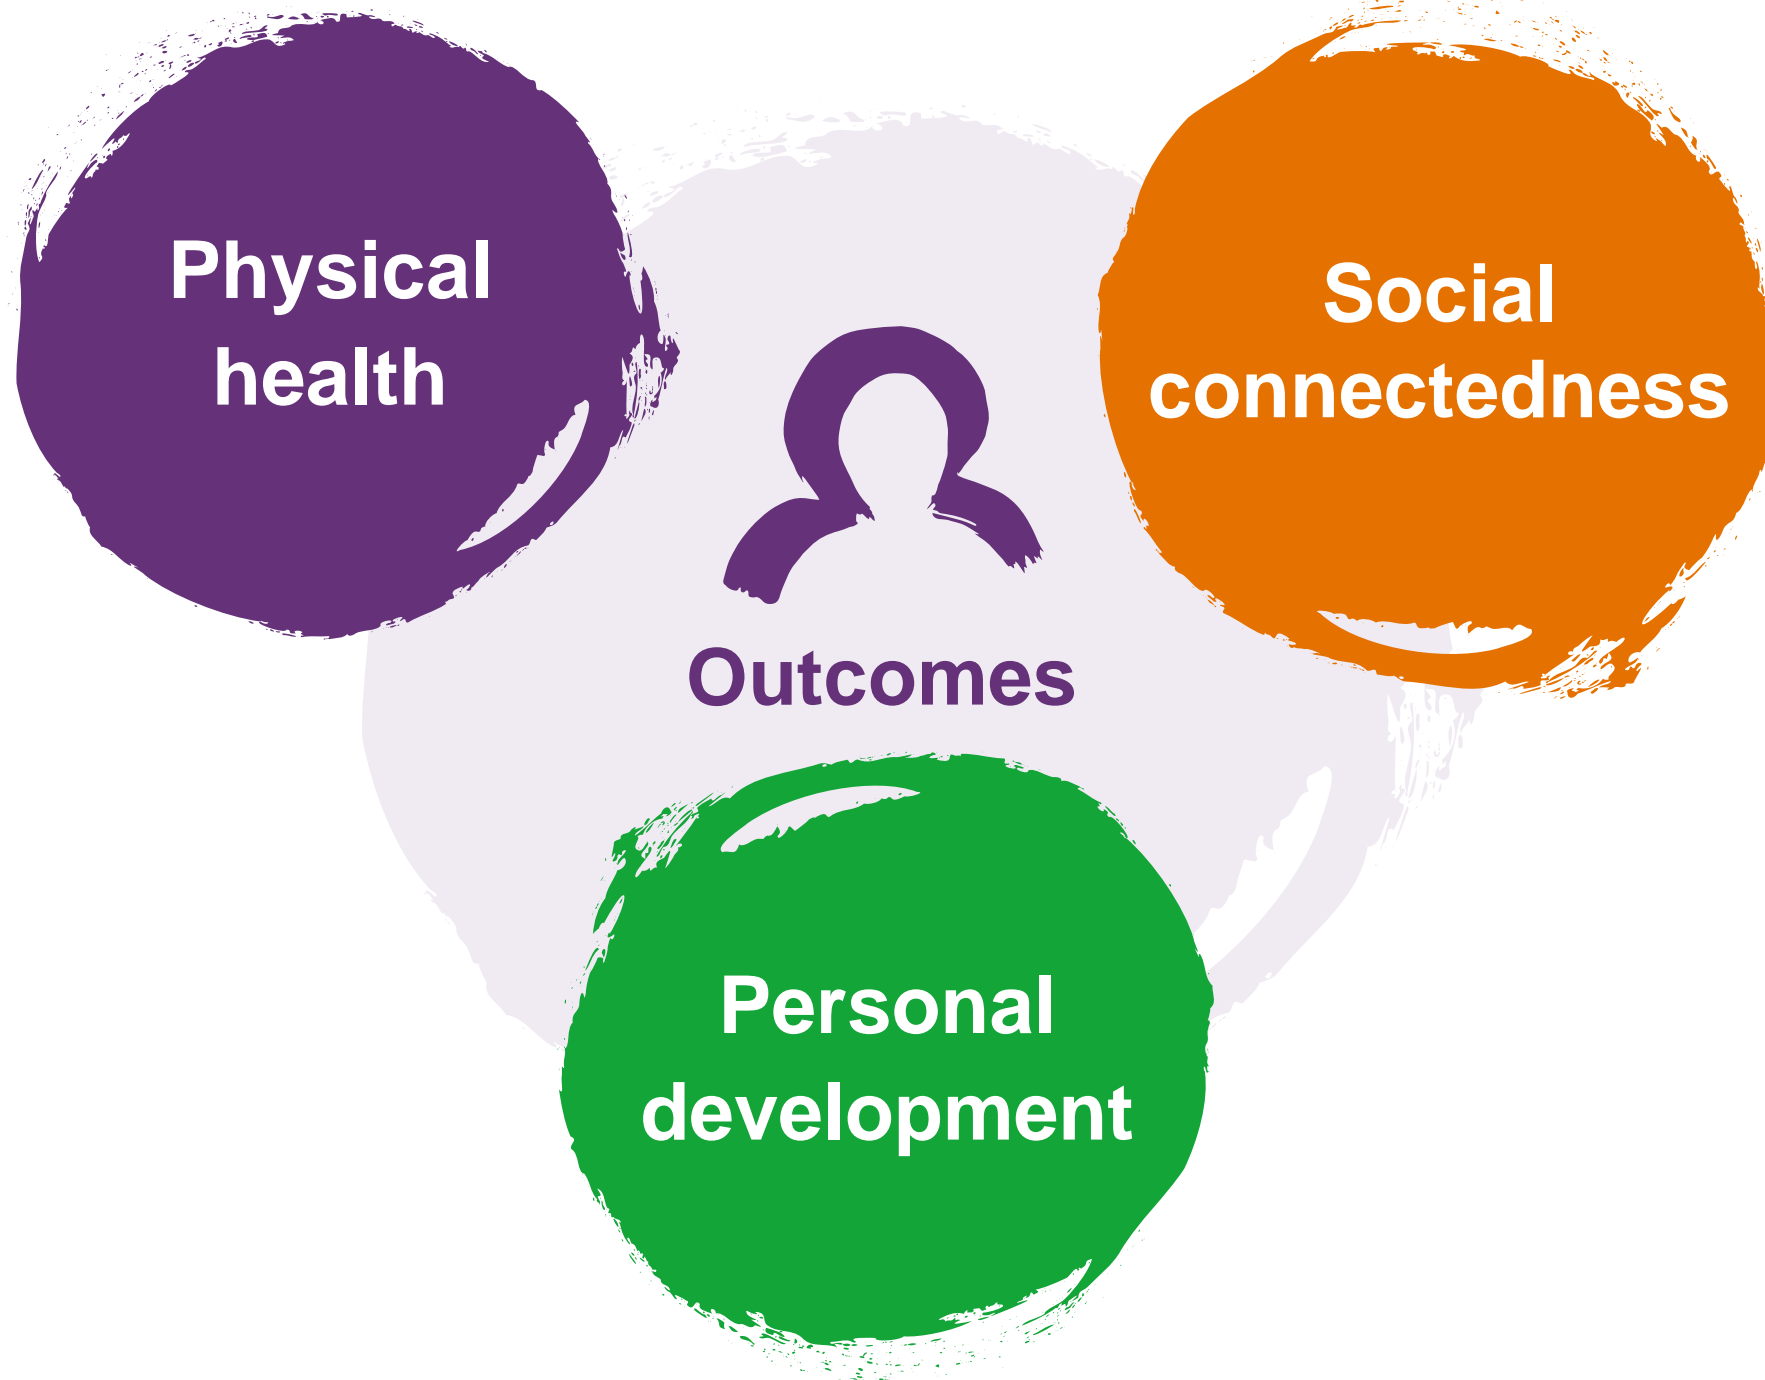 Physical
health
Social
connectedness
Outcomes
Personal
development